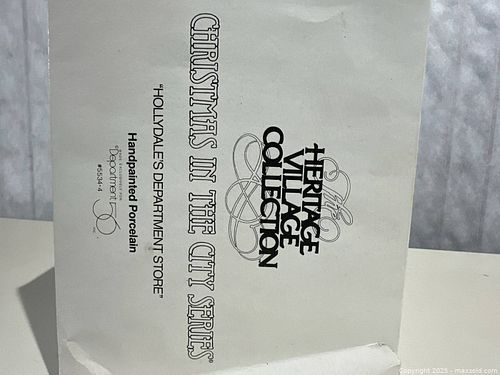 The
HERITAGE
VILLAGE
COLLECTION
CHRISTMAS IN THE CITY SERIES®
"HOLLYDALE'S DEPARTMENT STORE"
Handpainted Porcelain
Department 56
#5534-4
Copyright 2025 - maxsold.com